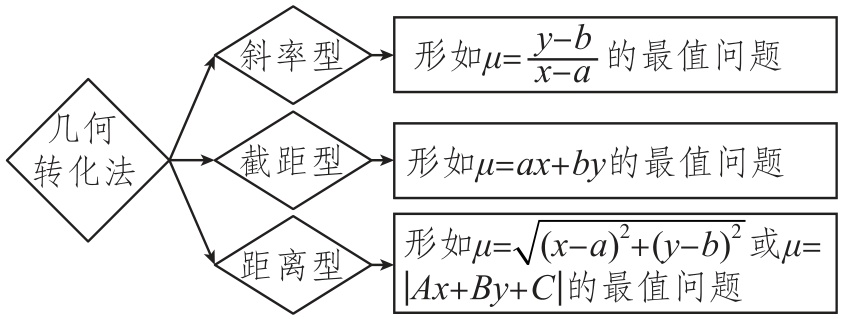 几何
转化法
斜率型
形如μ=\frac{y-b}{x-a}的最值问题
截距型
形如μ=ax+by的最值问题
距离型
形如μ=\sqrt{(x-a)^2+(y-b)^2}或μ=
|Ax+By+C|的最值问题